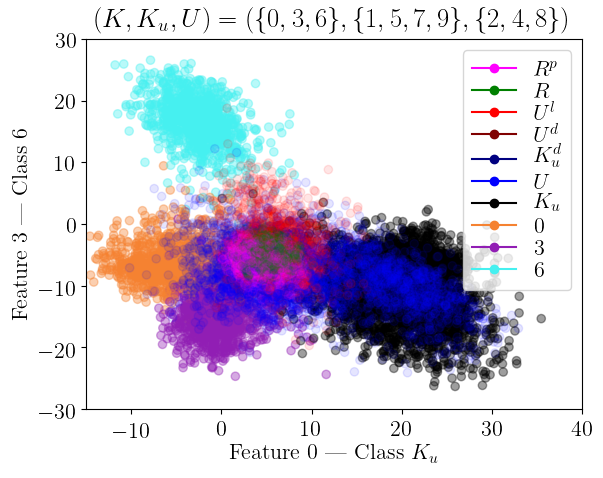 (K, K_u, U) = ({0, 3, 6}, {1, 5, 7, 9}, {2, 4, 8})
30
20
10
0
−10
−20
−30
Feature 3 — Class 6
R^p
R
U^l
U^d
K_u^d
U
K_u
0
3
6
−10 0 10 20 30 40
Feature 0 — Class K_u